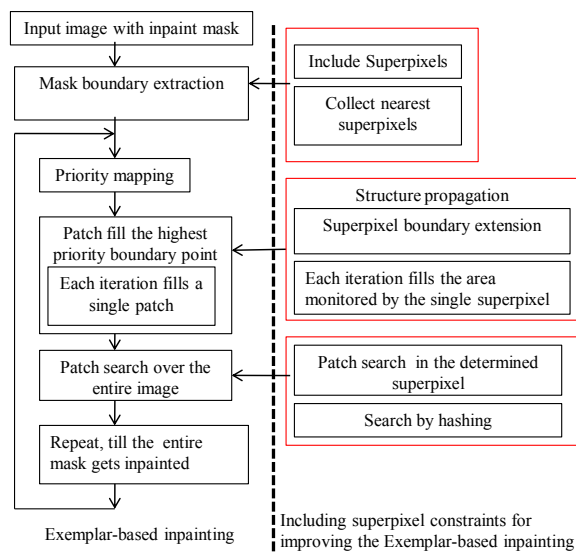 Input image with inpaint mask
Mask boundary extraction
Priority mapping
Patch fill the highest
priority boundary point
Each iteration fills a
single patch
Patch search over the
entire image
Repeat, till the entire
mask gets inpainted
Exemplar-based inpainting
Include Superpixels
Collect nearest
superpixels
Structure propagation
Superpixel boundary extension
Each iteration fills the area
monitored by the single superpixel
Patch search in the determined
superpixel
Search by hashing
Including superpixel constraints for
improving the Exemplar-based inpainting